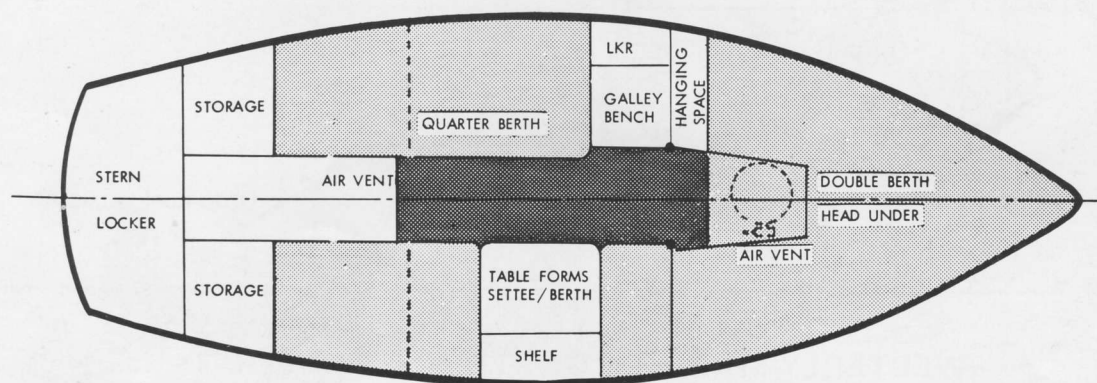 LKR
HANGING
SPACE
GALLEY
BENCH
STORAGE
QUARTER BERTH
STERN
LOCKER
AIR VENT
DOUBLE BERTH
HEAD UNDER
AIR VENT
TABLE FORMS
SETTEE/BERTH
STORAGE
SHELF